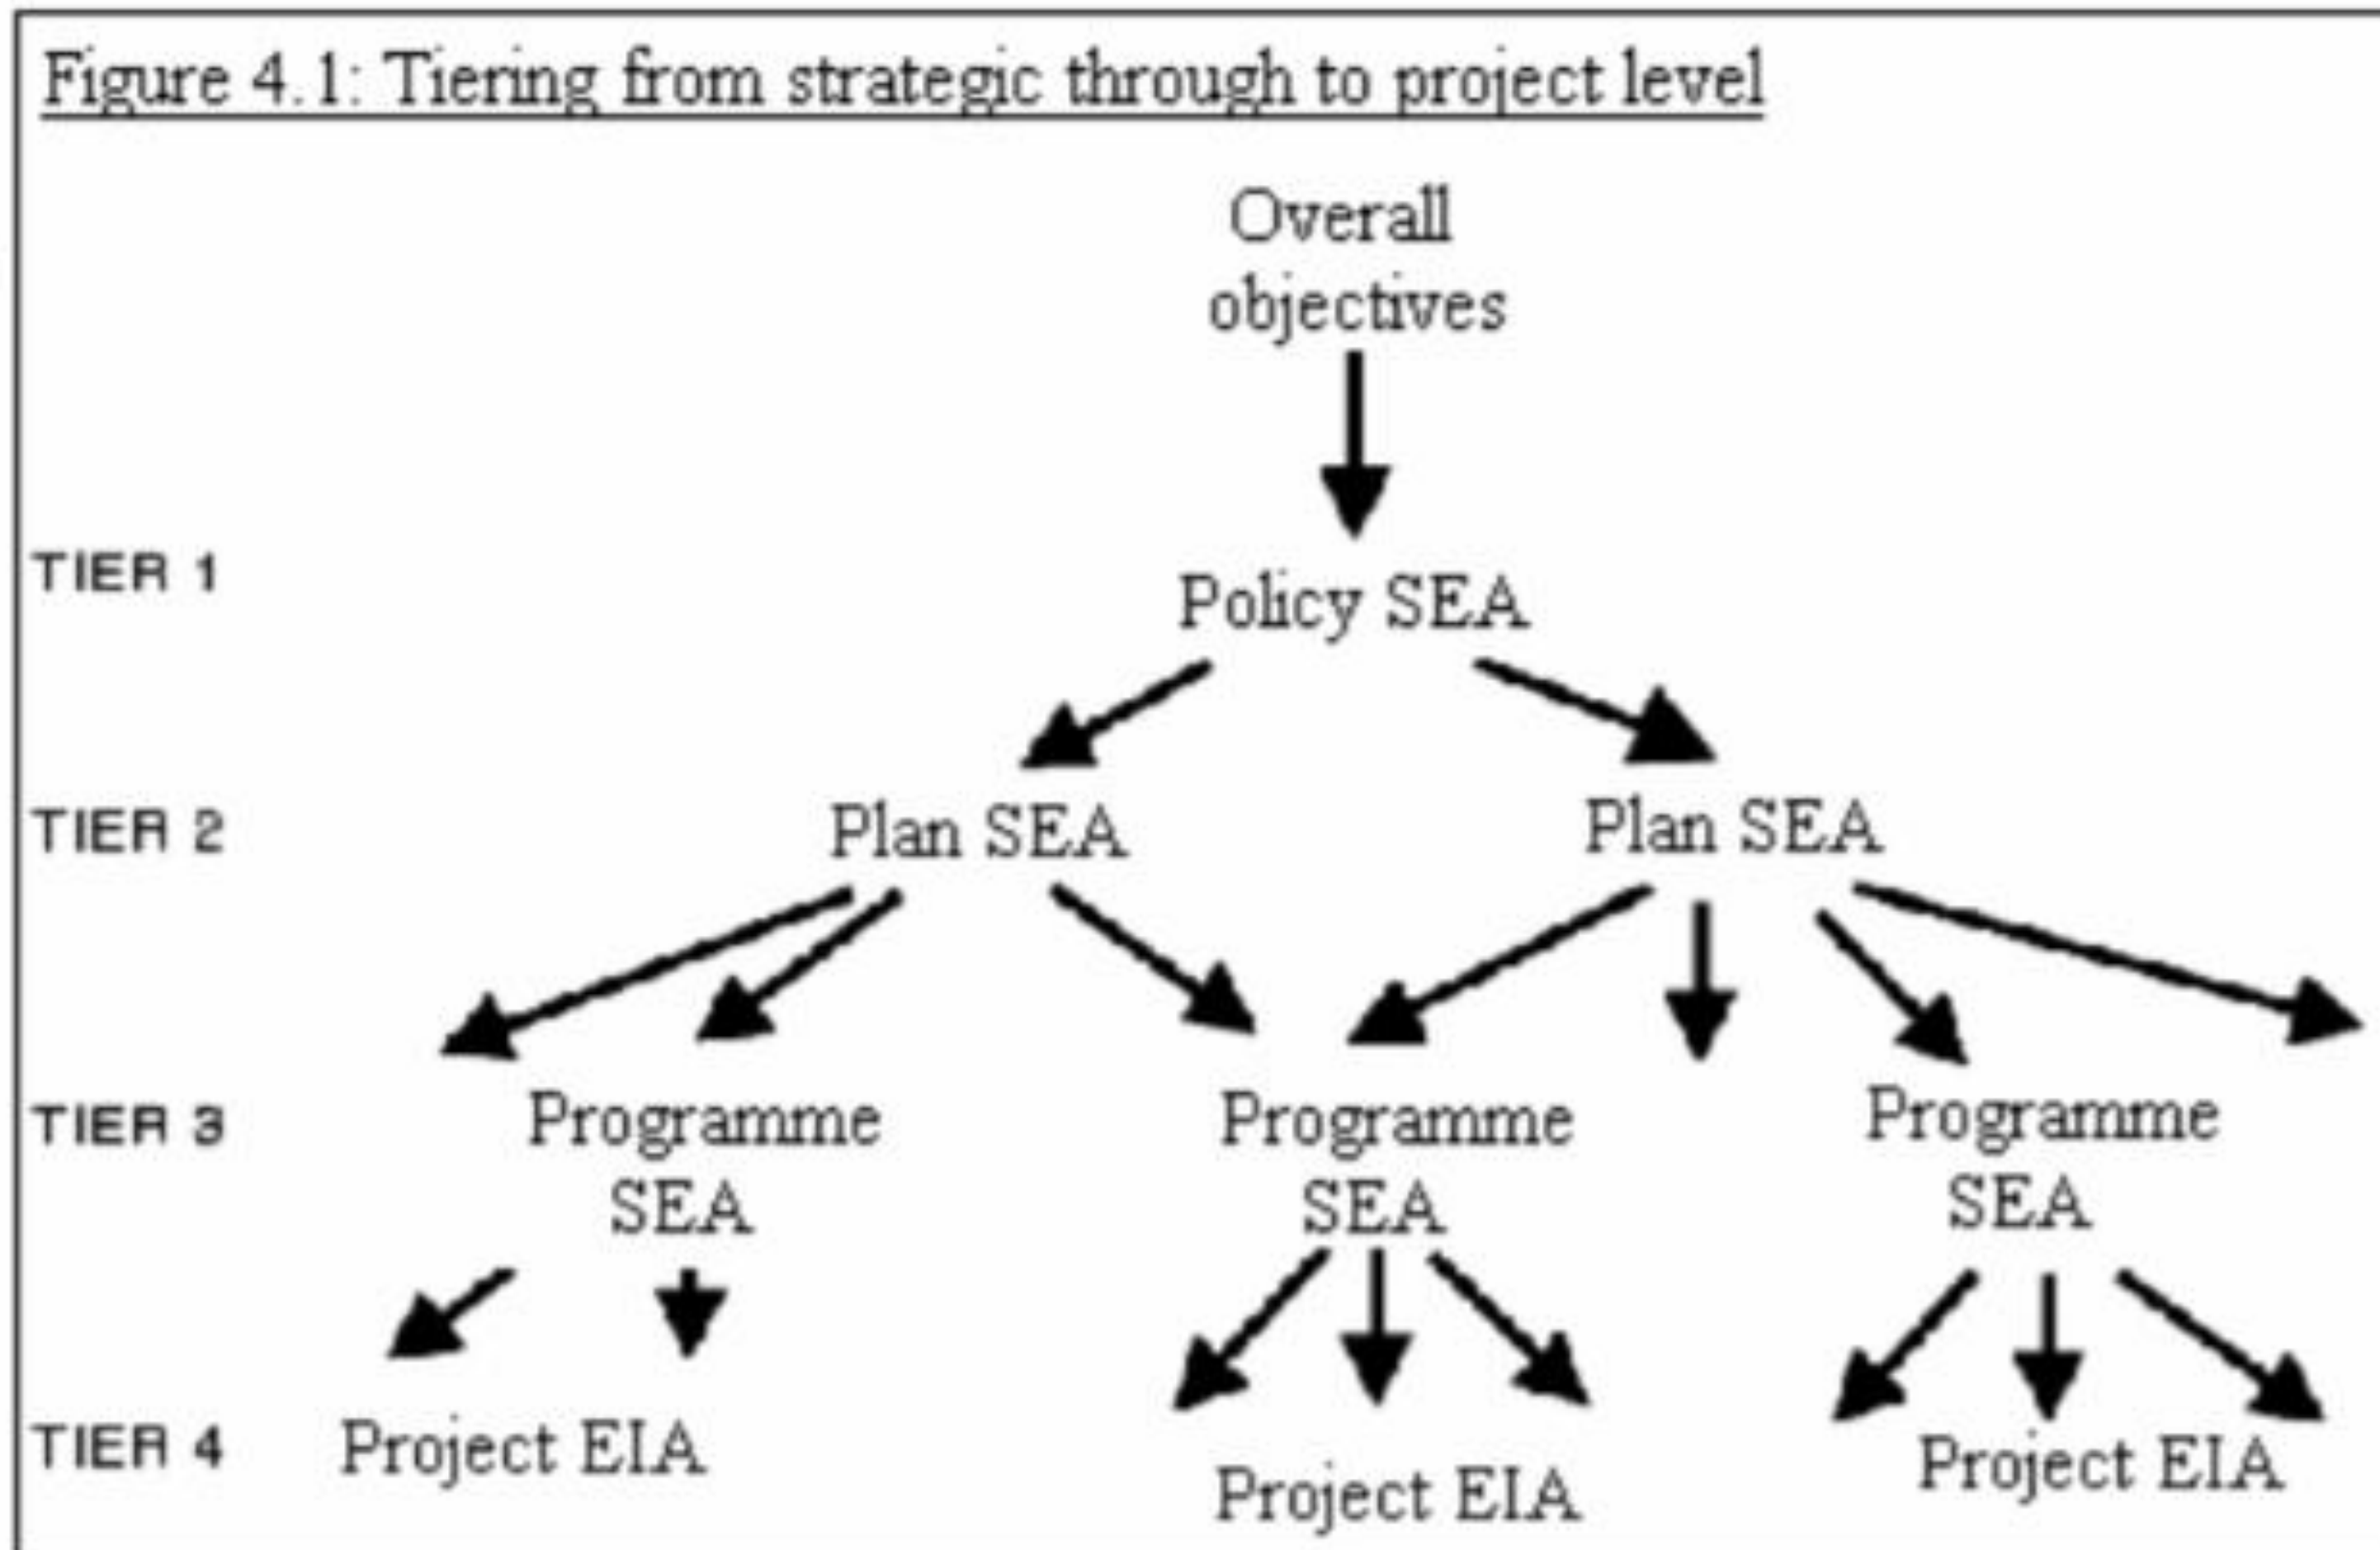 Figure 4.1: Tiering from strategic through to project level
Overall
objectives
TIER 1
Policy SEA
TIER 2
Plan SEA
Plan SEA
TIER 3
Programme
SEA
Programme
SEA
Programme
SEA
TIER 4
Project EIA
Project EIA
Project EIA